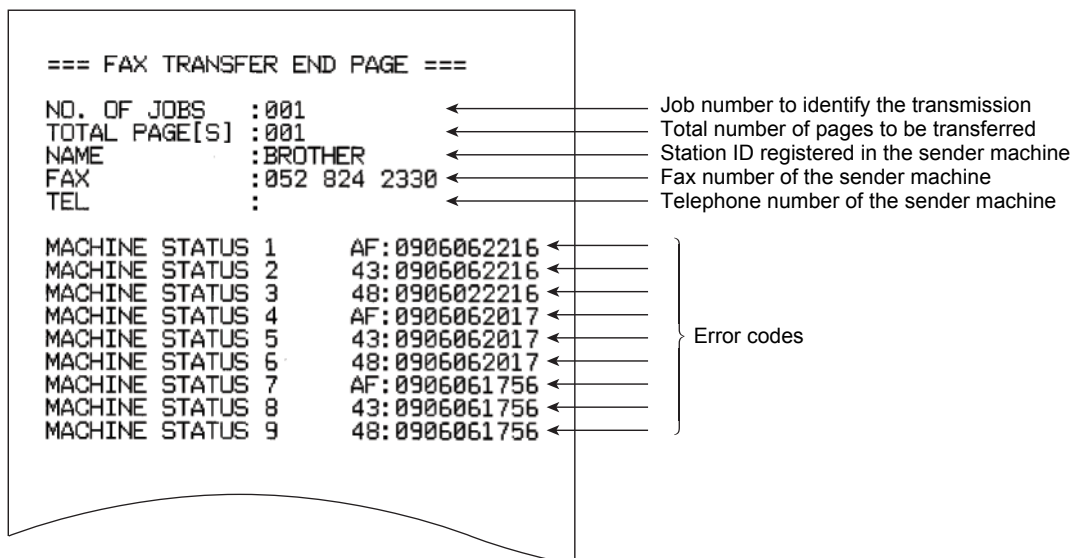 === FAX TRANSFER END PAGE ===
NO. OF JOBS :001
Job number to identify the transmission
TOTAL PAGE[S] :001
Total number of pages to be transferred
NAME :BROTHER
Station ID registered in the sender machine
FAX :052 824 2330
Fax number of the sender machine
TEL :
Telephone number of the sender machine
MACHINE STATUS 1 AF:0906062216
MACHINE STATUS 2 43:0906062216
MACHINE STATUS 3 48:0906022216
MACHINE STATUS 4 AF:0906062017
MACHINE STATUS 5 43:0906062017
Error codes
MACHINE STATUS 6 48:0906062017
MACHINE STATUS 7 AF:0906061756
MACHINE STATUS 8 43:0906061756
MACHINE STATUS 9 48:0906061756